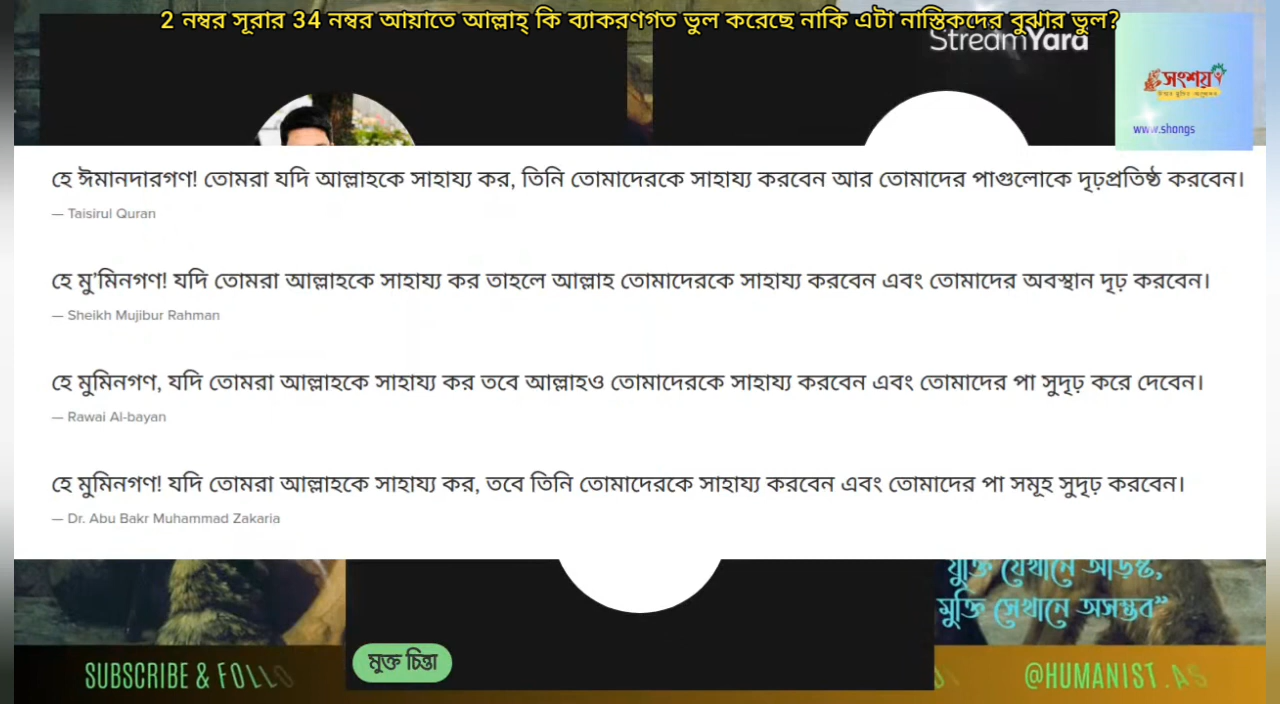 2 নম্বর সূরার 34 নম্বর আয়াতে আল্লাহ্ কি ব্যাকরণগত ভুল করেছে নাকি এটা নাস্তিকদের বুঝার ভুল?
StreamYard
সংশয়
www.shongs
হে ঈমানদারগণ! তোমরা যদি আল্লাহকে সাহায্য কর, তিনি তোমাদেরকে সাহায্য করবেন আর তোমাদের পাগুলোকে দৃঢ়প্রতিষ্ঠ করবেন।
— Taisirul Quran
হে মু’মিনগণ! যদি তোমরা আল্লাহকে সাহায্য কর তাহলে আল্লাহ তোমাদেরকে সাহায্য করবেন এবং তোমাদের অবস্থান দৃঢ় করবেন।
— Sheikh Mujibur Rahman
হে মুমিনগণ, যদি তোমরা আল্লাহকে সাহায্য কর তবে আল্লাহও তোমাদেরকে সাহায্য করবেন এবং তোমাদের পা সুদৃঢ় করে দেবেন।
— Rawai Al-bayan
হে মুমিনগণ! যদি তোমরা আল্লাহকে সাহায্য কর, তবে তিনি তোমাদেরকে সাহায্য করবেন এবং তোমাদের পা সমূহ সুদৃঢ় করবেন।
— Dr. Abu Bakr Muhammad Zakaria
যুক্তি যেখানে আড়ষ্ট,
মুক্তি সেখানে অসম্ভব”
মুক্ত চিন্তা
SUBSCRIBE & FOLLO
@HUMANIST.AS